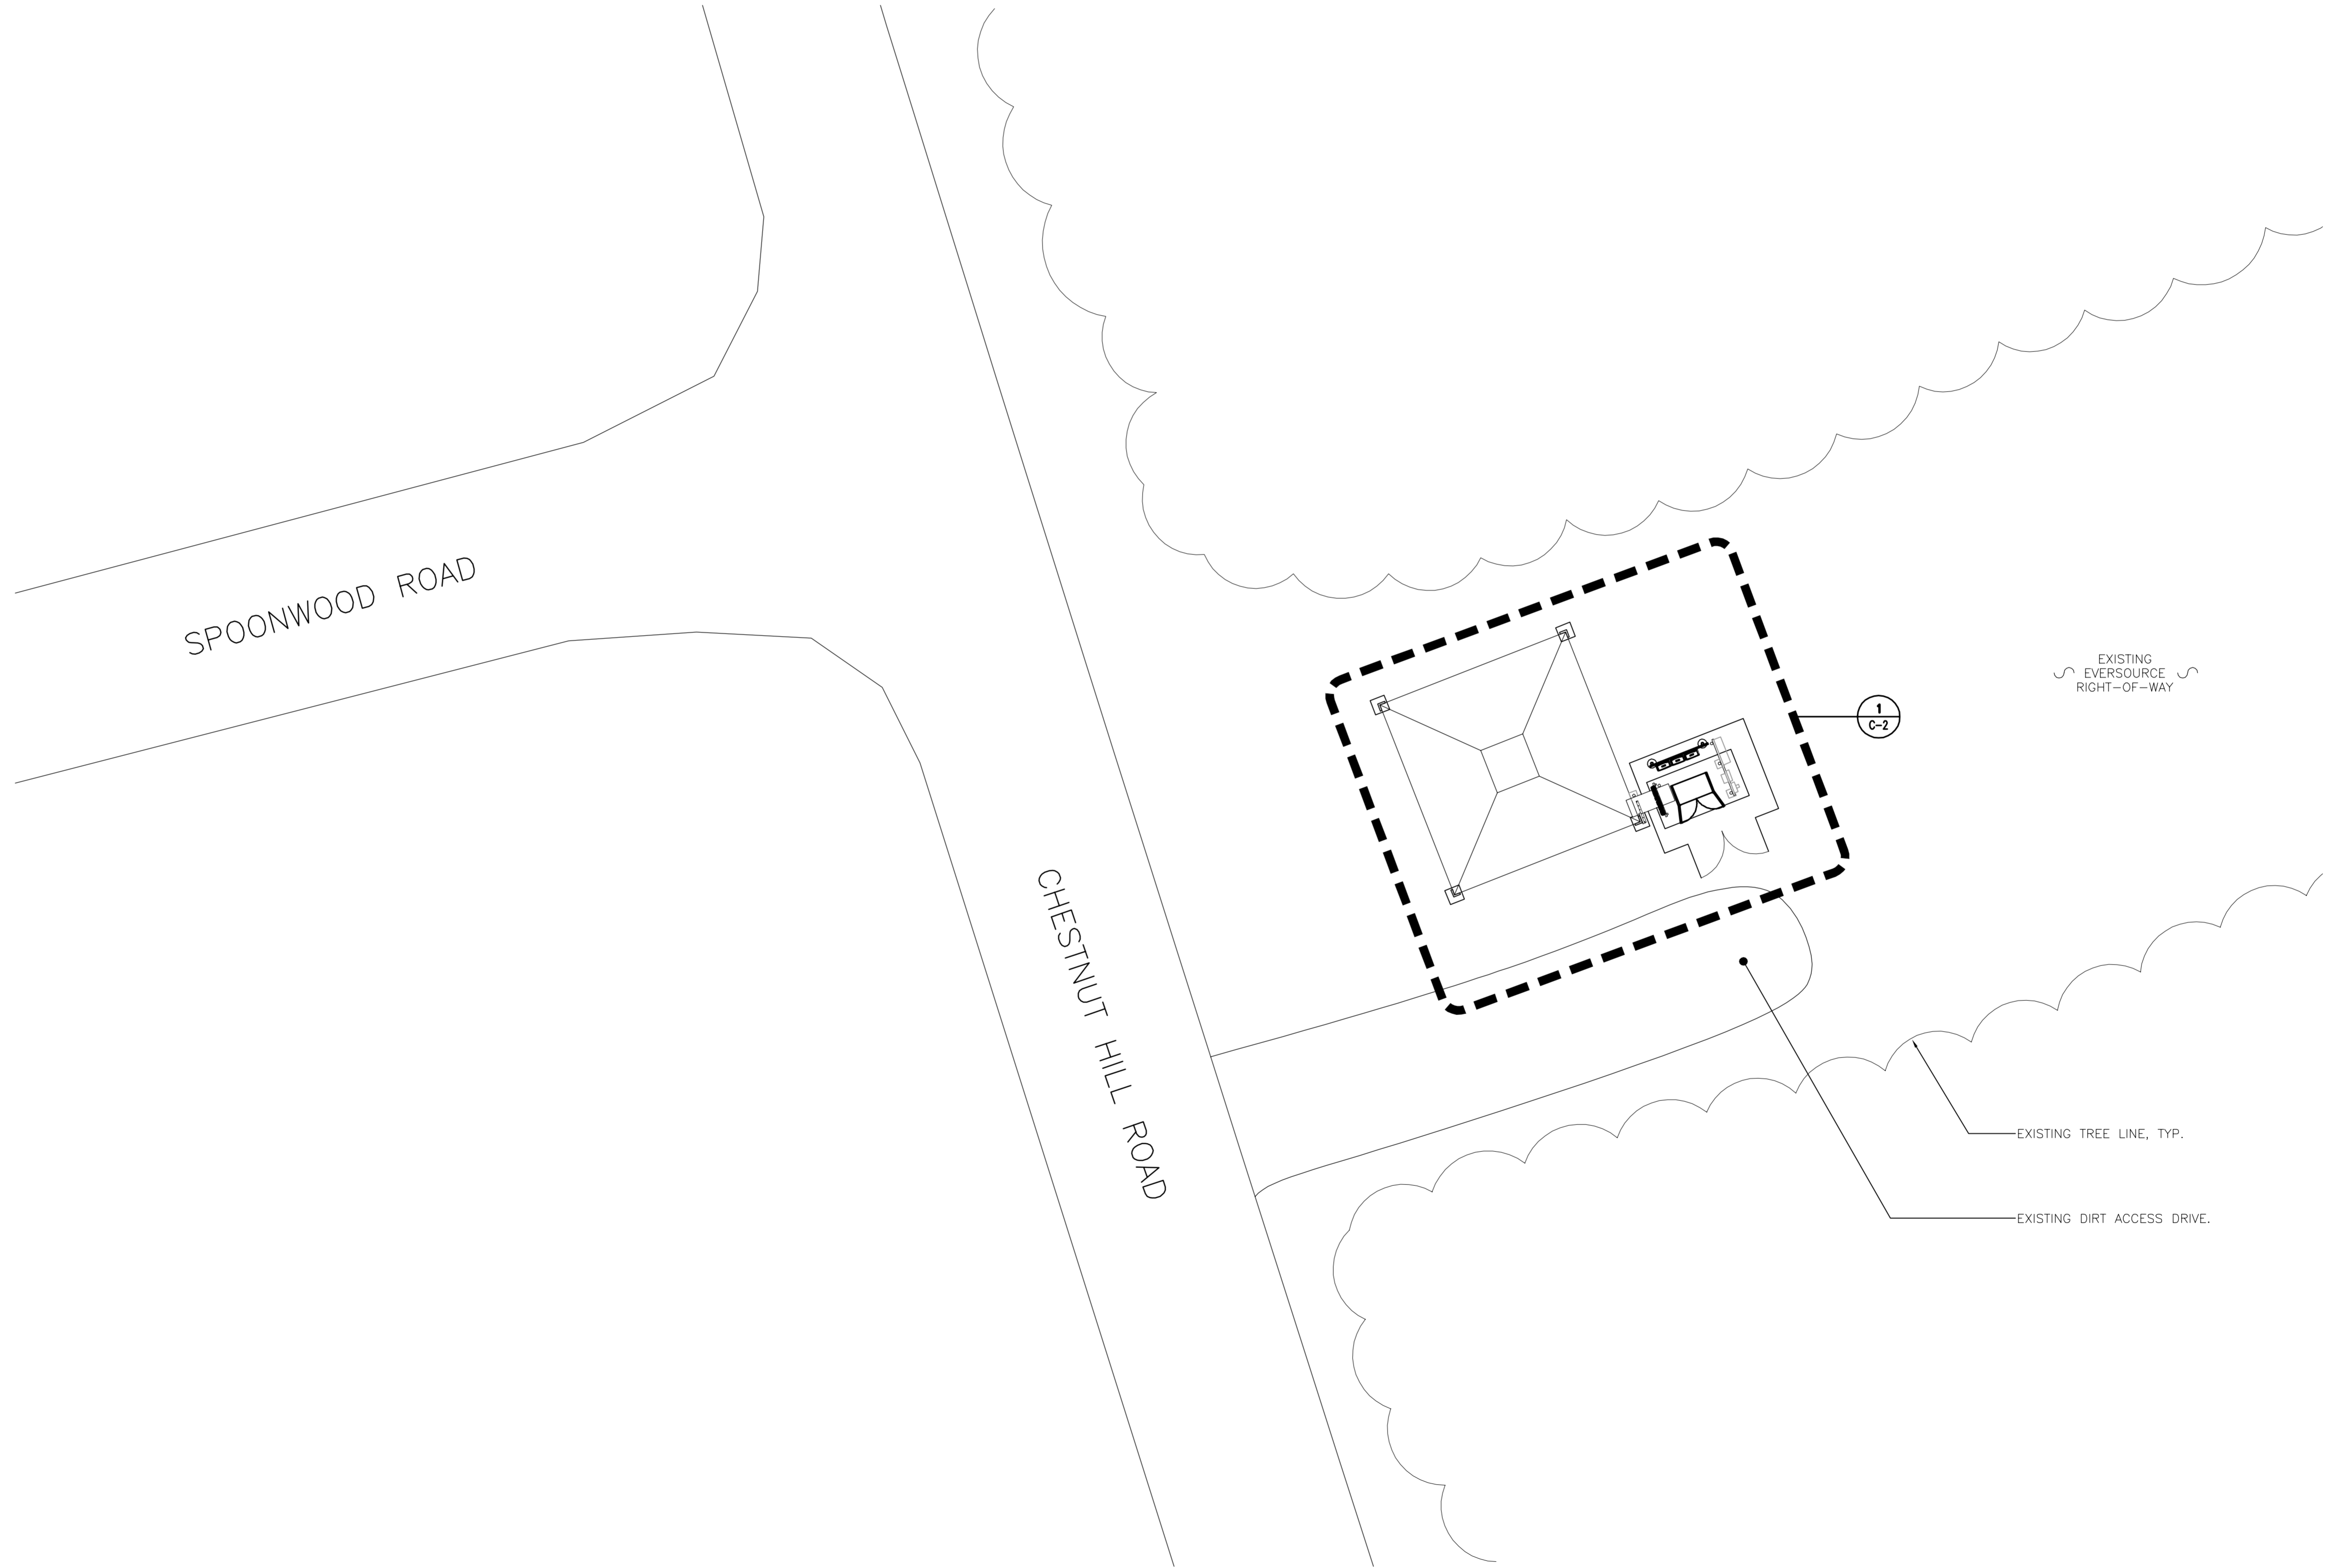 SPOONWOOD ROAD
EXISTING
EVERSOURCE
RIGHT-OF-WAY
1
C-2
CHESTNUT HILL ROAD
EXISTING TREE LINE, TYP.
EXISTING DIRT ACCESS DRIVE.